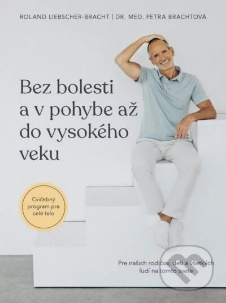 ROLAND LIEBSCHER-BRACHT | DR. MED. PETRA BRACHTOVÁ
Bez bolesti
a v pohybe až
do vysokého
veku
Cvičebný
program pre
celé telo
Pre našich rodičov, deti a všetkých
ľudí na tomto svete